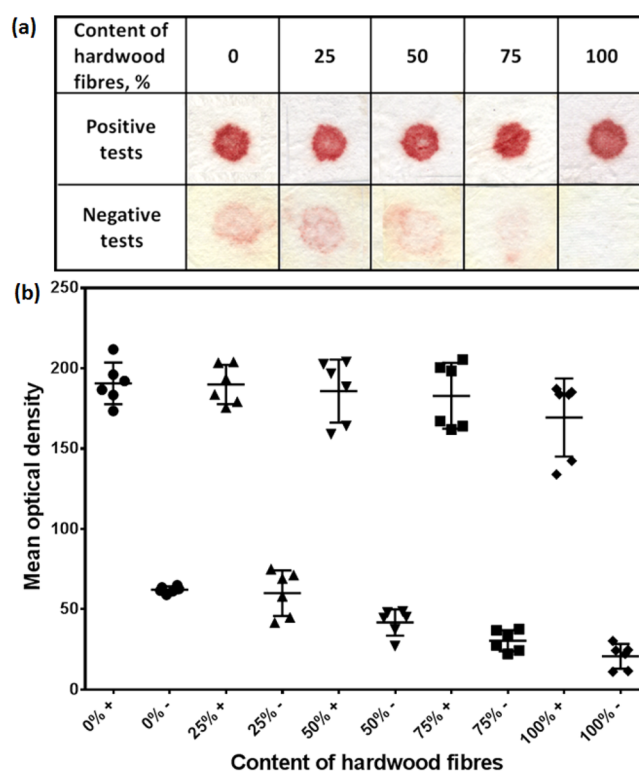 (a)
Content of
hardwood
fibres, %
0
25
50
75
100
Positive
tests
Negative
tests
(b)
250
200
150
100
50
0
Mean optical density
0% +
0% -
25% +
25% -
50% +
50% -
75% +
75% -
100% +
100% -
Content of hardwood fibres